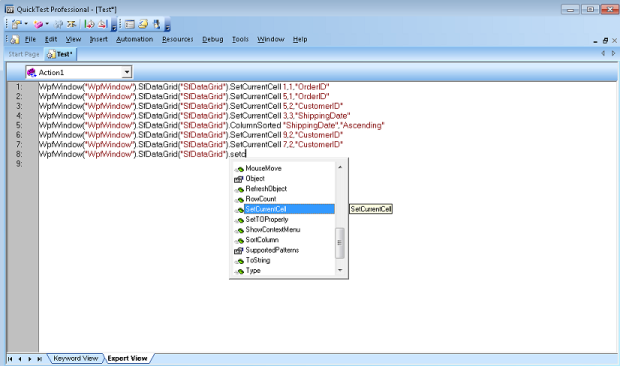 QuickTest Professional - [Test*]
File Edit View Insert Automation Resources Debug Tools Window Help
Start Page Test*
Action1
1: WpfWindow("WpfWindow").SfDataGrid("SfDataGrid").SetCurrentCell 1,1,"OrderID"
2: WpfWindow("WpfWindow").SfDataGrid("SfDataGrid").SetCurrentCell 5,1,"OrderID"
3: WpfWindow("WpfWindow").SfDataGrid("SfDataGrid").SetCurrentCell 5,2,"CustomerID"
4: WpfWindow("WpfWindow").SfDataGrid("SfDataGrid").SetCurrentCell 3,3,"ShippingDate"
5: WpfWindow("WpfWindow").SfDataGrid("SfDataGrid").ColumnSorted "ShippingDate","Ascending"
6: WpfWindow("WpfWindow").SfDataGrid("SfDataGrid").SetCurrentCell 9,2,"CustomerID"
7: WpfWindow("WpfWindow").SfDataGrid("SfDataGrid").SetCurrentCell 7,2,"CustomerID"
8: WpfWindow("WpfWindow").SfDataGrid("SfDataGrid").setc
9:
MouseMove
Object
RefreshObject
RowCount
SetCurrentCell SetCurrentCell
SetTOProperty
ShowContextMenu
SortColumn
SupportedPatterns
ToString
Type
Keyword View Expert View